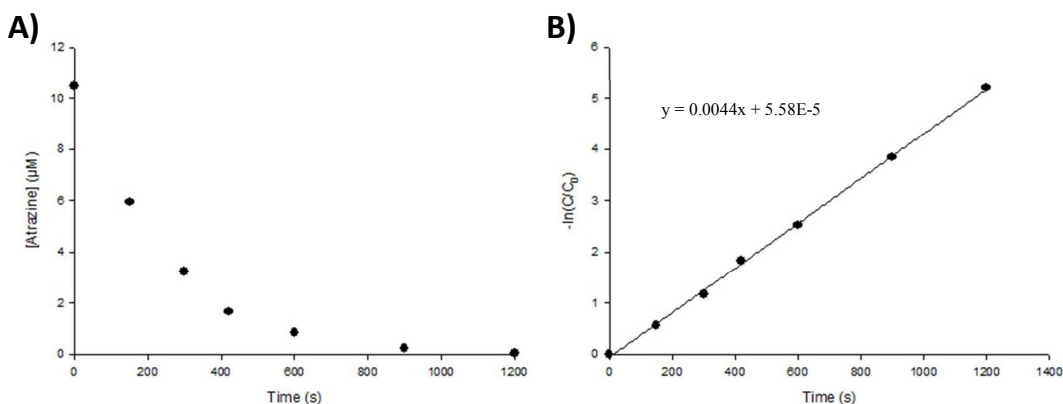 A)
12
10
8
6
4
2
0
[Atrazine] (µM)
0 200 400 600 800 1000 1200
Time (s)
B)
6
5
4
3
2
1
0
-ln(C/C₀)
y = 0.0044x + 5.58E-5
0 200 400 600 800 1000 1200 1400
Time (s)